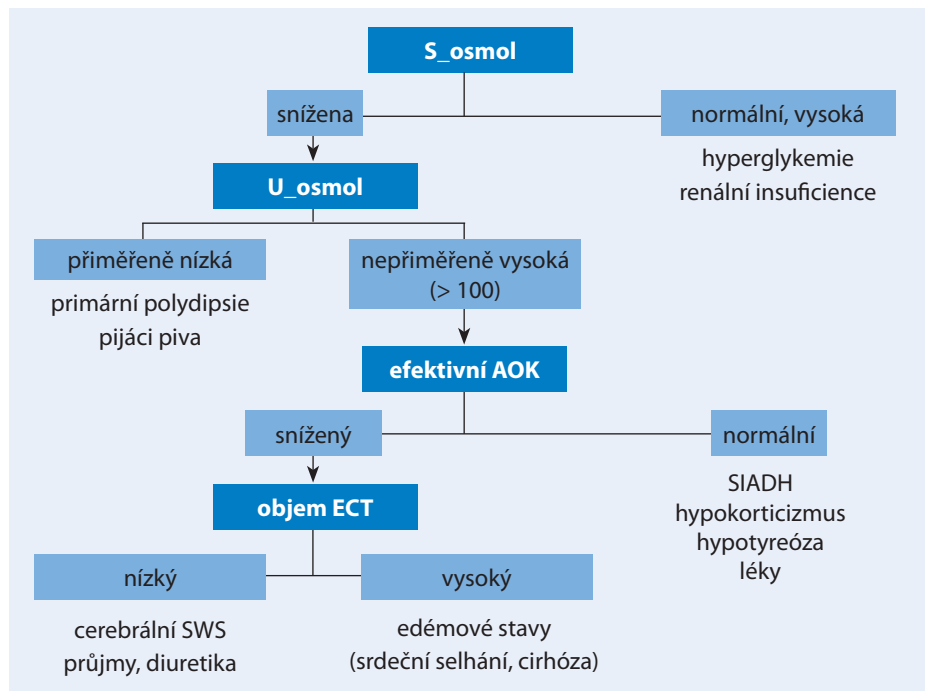 S_osmol
snížena
normální, vysoká
hyperglykemie
renální insuficience
U_osmol
přiměřeně nízká
primární polydipsie
pijáci piva
nepřiměřeně vysoká
(> 100)
efektivní AOK
snížený
normální
SIADH
hypokorticizmus
hypotyreóza
léky
objem ECT
nízký
cerebrální SWS
průjmy, diuretika
vysoký
edémové stavy
(srdeční selhání, cirhóza)